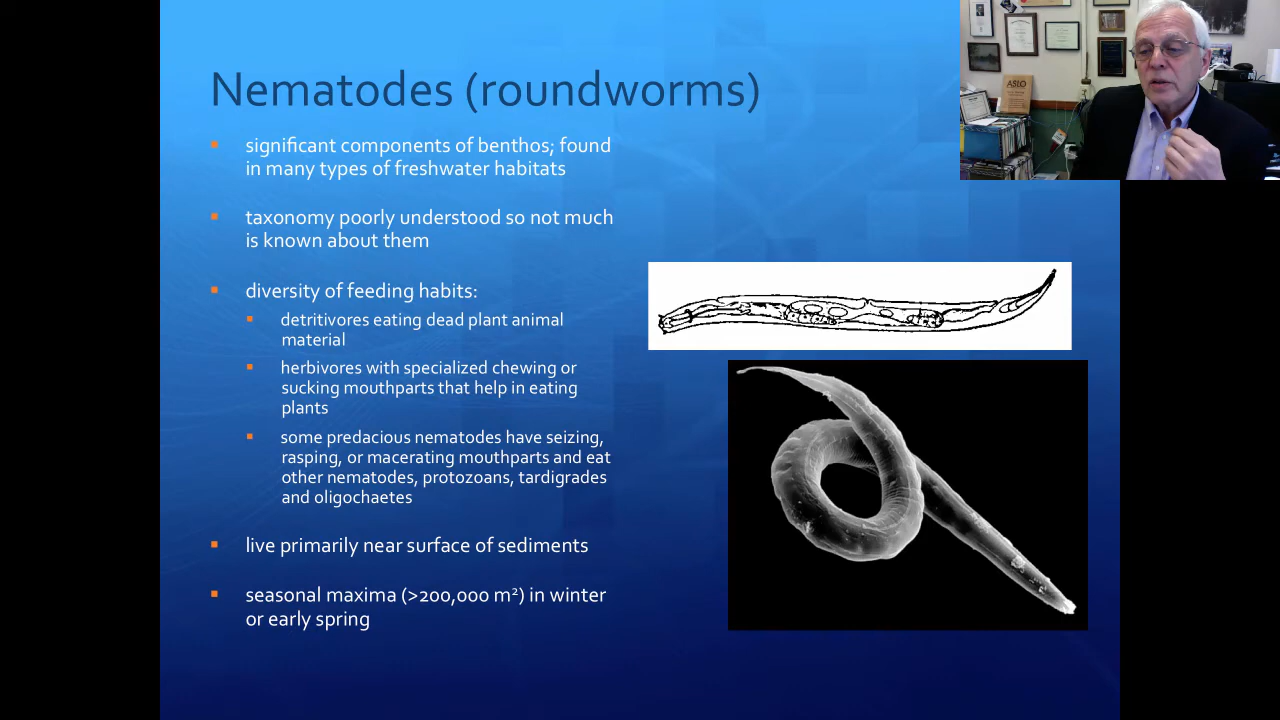 Nematodes (roundworms)
▪ significant components of benthos; found
in many types of freshwater habitats
▪ taxonomy poorly understood so not much
is known about them
▪ diversity of feeding habits:
▪ detritivores eating dead plant animal
material
▪ herbivores with specialized chewing or
sucking mouthparts that help in eating
plants
▪ some predacious nematodes have seizing,
rasping, or macerating mouthparts and eat
other nematodes, protozoans, tardigrades
and oligochaetes
▪ live primarily near surface of sediments
▪ seasonal maxima (>200,000 m²) in winter
or early spring
ASLO